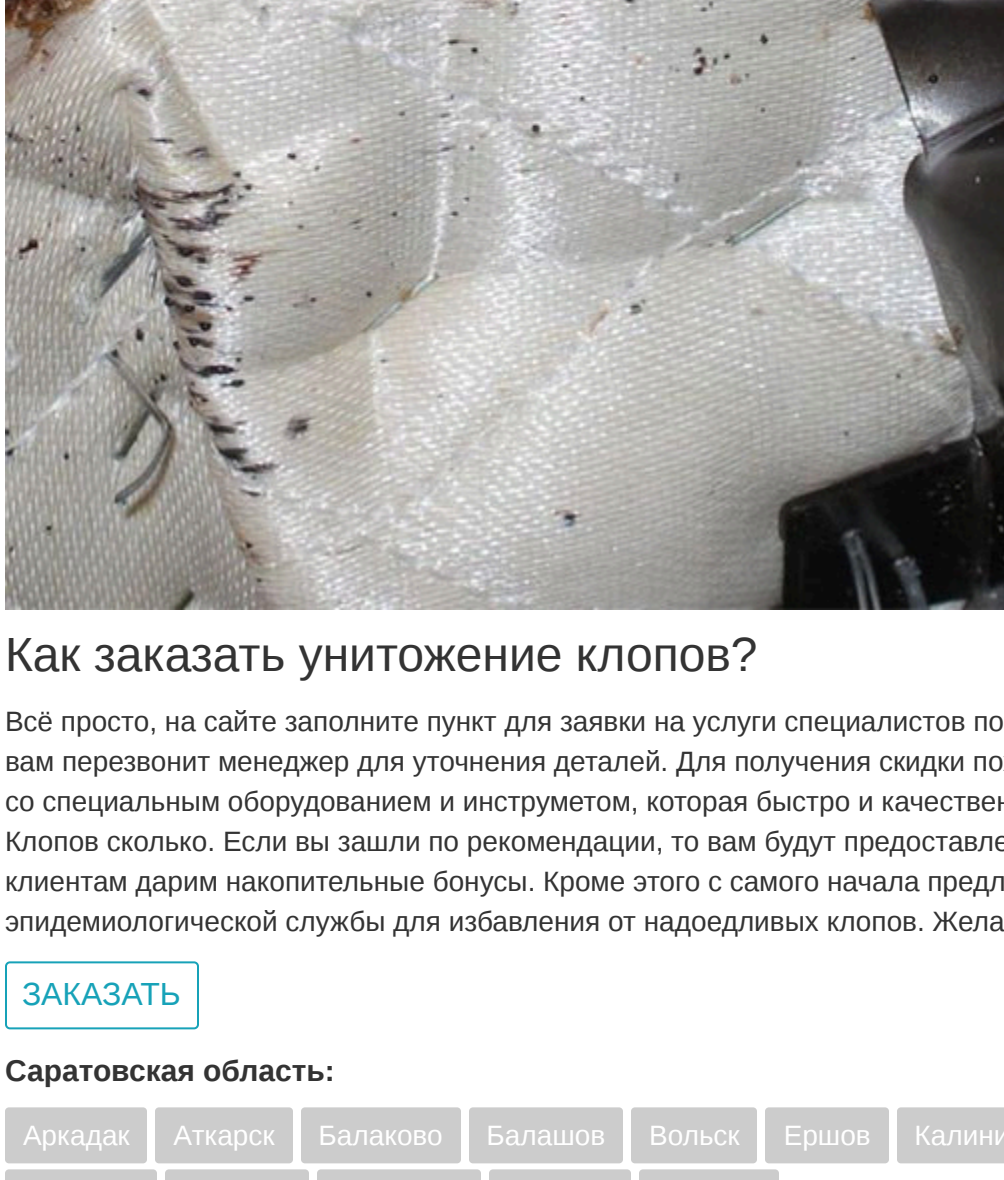 Как заказать унитожение клопов?
Всё просто, на сайте заполните пункт для заявки на услуги специалистов по
вам перезвонит менеджер для уточнения деталей. Для получения скидки по
со специальным оборудованием и инструметом, которая быстро и качествен
Клопов сколько. Если вы зашли по рекомендации, то вам будут предоставле
клиентам дарим накопительные бонусы. Кроме этого с самого начала предл
эпидемиологической службы для избавления от надоедливых клопов. Жела
ЗАКАЗАТЬ
Саратовская область:
Аркадак Аткарск Балаково Балашов Вольск Ершов Калини